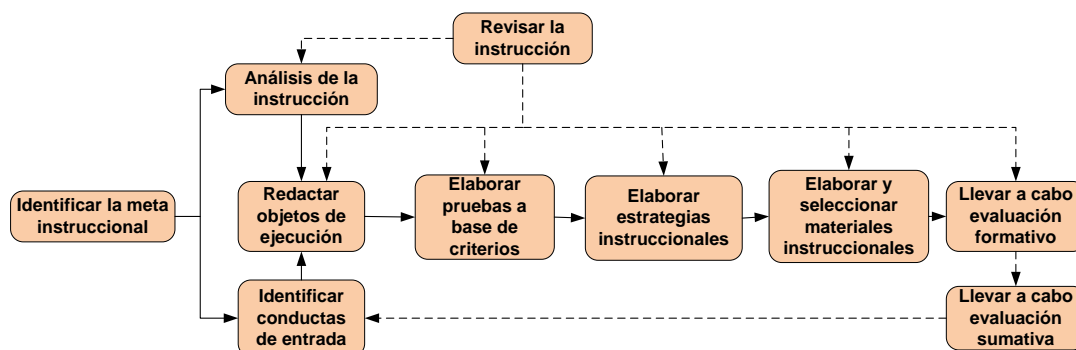 Revisar la
instrucción
Análisis de la
instrucción
Identificar la meta
instruccional
Redactar
objetos de
ejecución
Elaborar
pruebas a
base de
criterios
Elaborar
estrategias
instruccionales
Elaborar y
seleccionar
materiales
instruccionales
Llevar a cabo
evaluación
formativo
Identificar
conductas
de entrada
Llevar a cabo
evaluación
sumativa